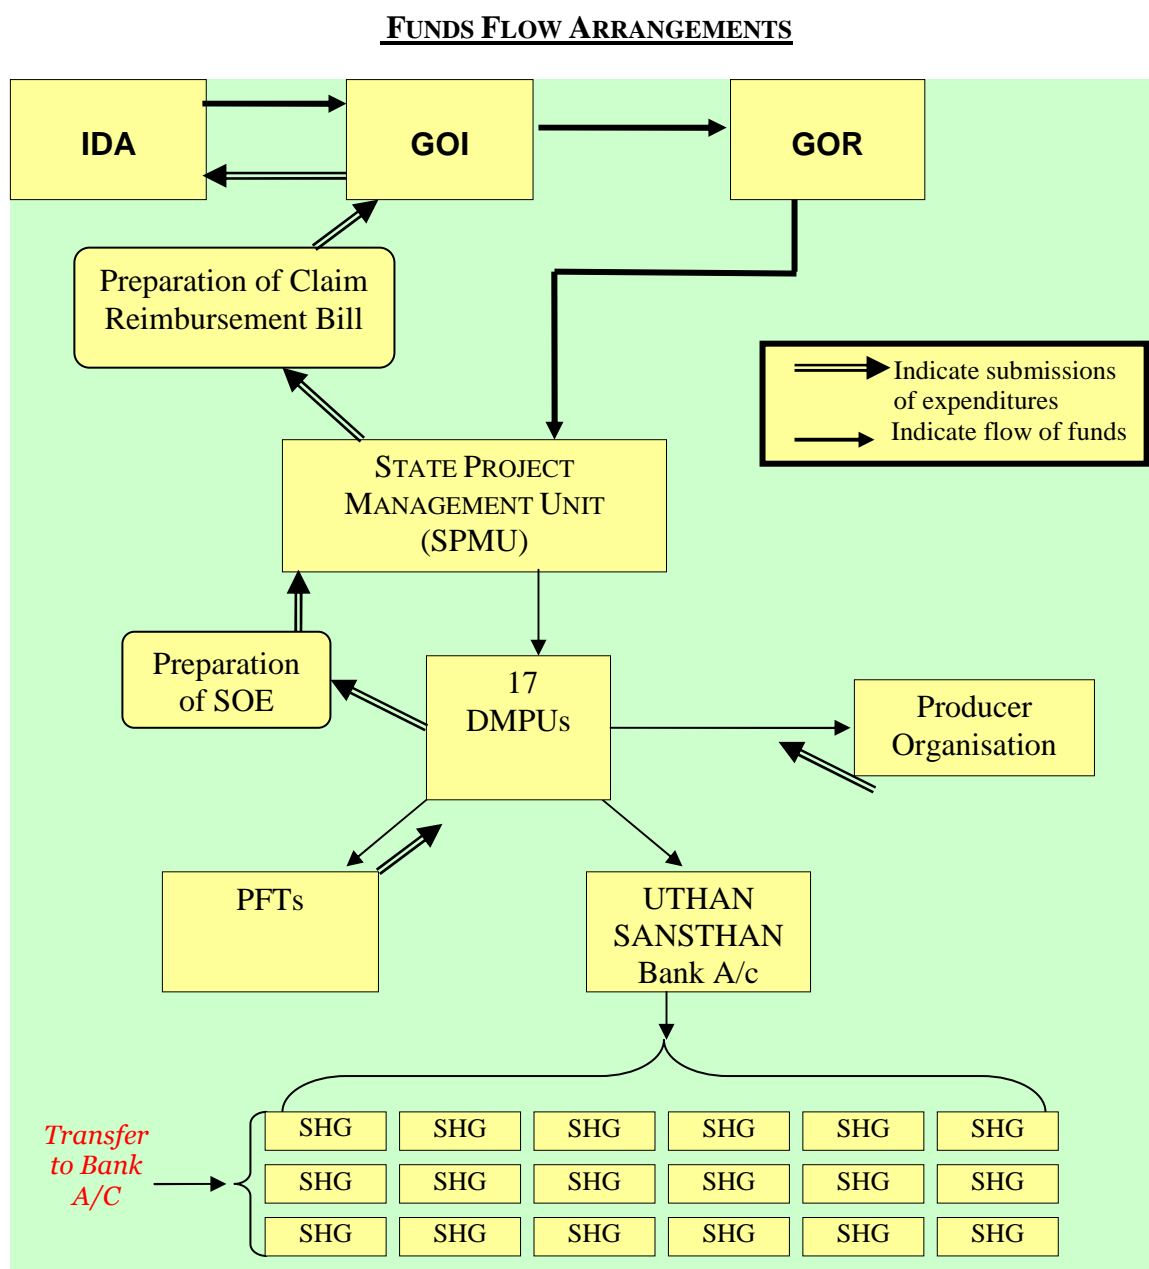 FUNDS FLOW ARRANGEMENTS
IDA
GOI
GOR
Preparation of Claim
Reimbursement Bill
Indicate submissions
of expenditures
Indicate flow of funds
STATE PROJECT
MANAGEMENT UNIT
(SPMU)
Preparation
of SOE
17
DMPUs
Producer
Organisation
PFTs
UTHAN
SANSTHAN
Bank A/c
Transfer
to Bank
A/C
SHG SHG SHG SHG SHG SHG
SHG SHG SHG SHG SHG SHG
SHG SHG SHG SHG SHG SHG